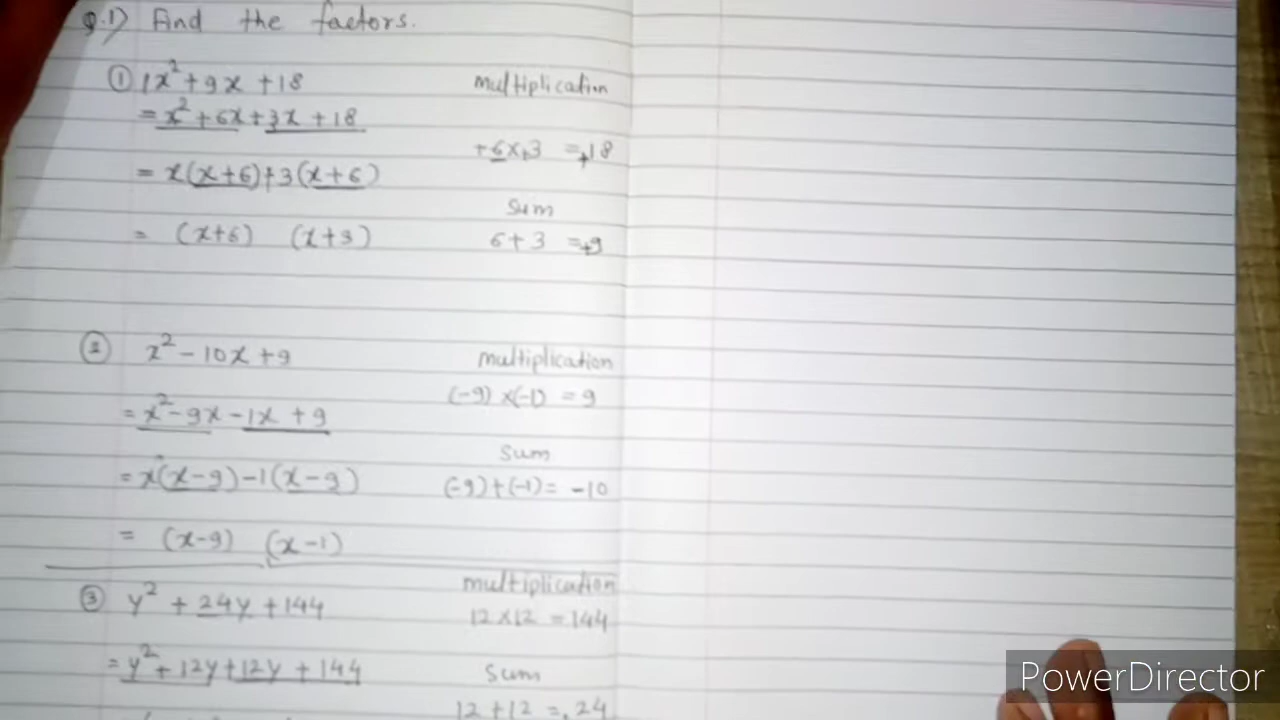 Q.1) Find the factors.
① 1x² + 9x + 18 multiplication
= x² + 6x + 3x + 18
+6x+3 = +18
= x(x+6)+3(x+6)
Sum
= (x+6) (x+3) 6+3 = +9
② x² - 10x + 9 multiplication
(-9) x(-1) = 9
= x² - 9x - 1x + 9
Sum
= x(x-9)-1(x-9) (-9)+(-1) = -10
= (x-9) (x-1)
multiplication
③ y² + 24y + 144 12x12 = 144
= y² + 12y + 12y + 144 Sum
12+12 = 24
PowerDirector